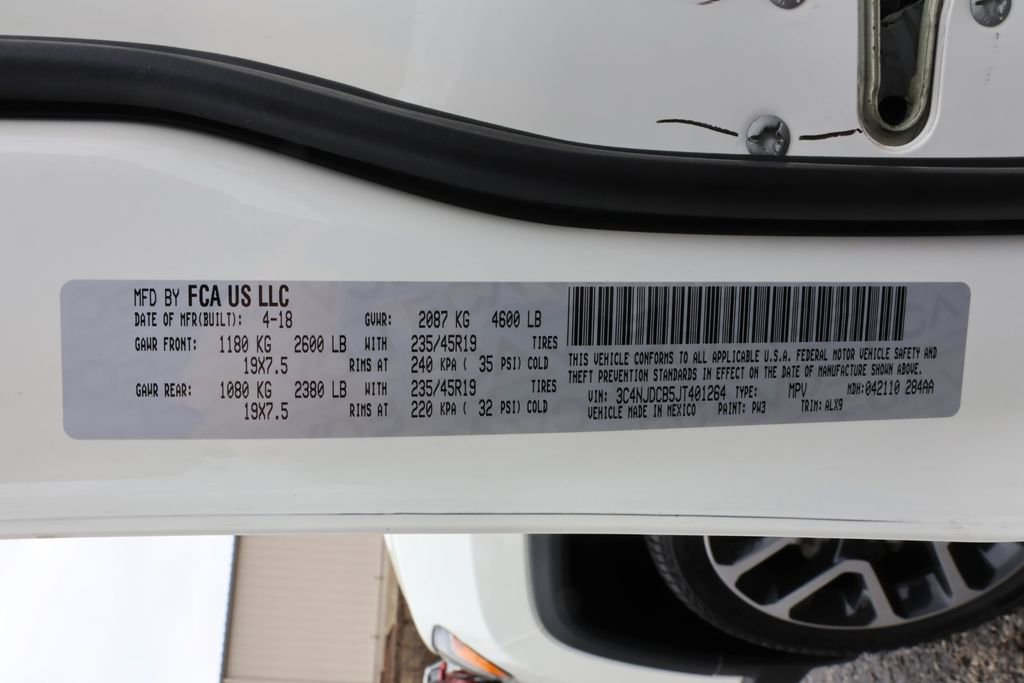 MFD BY FCA US LLC
DATE OF MFR(BUILT): 4-18 GVWR: 2087 KG 4600 LB
GAWR FRONT: 1180 KG 2600 LB WITH 235/45R19 TIRES
19X7.5 RIMS AT 240 KPA ( 35 PSI) COLD
GAWR REAR: 1080 KG 2380 LB WITH 235/45R19 TIRES
19X7.5 RIMS AT 220 KPA ( 32 PSI) COLD
THIS VEHICLE CONFORMS TO ALL APPLICABLE U.S.A. FEDERAL MOTOR VEHICLE SAFETY AND
THEFT PREVENTION STANDARDS IN EFFECT ON THE DATE OF MANUFACTURE SHOWN ABOVE.
VIN: 3C4NJDCB5JT401264 TYPE: MPV MDH:042110 284AA
VEHICLE MADE IN MEXICO PAINT: PW3 TRIM: ALX9